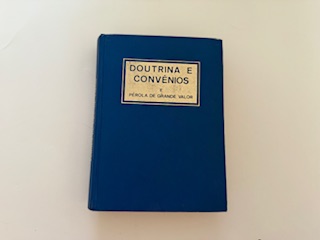 DOUTRINA E
CONVÊNIOS
E
PÉROLA DE GRANDE VALOR